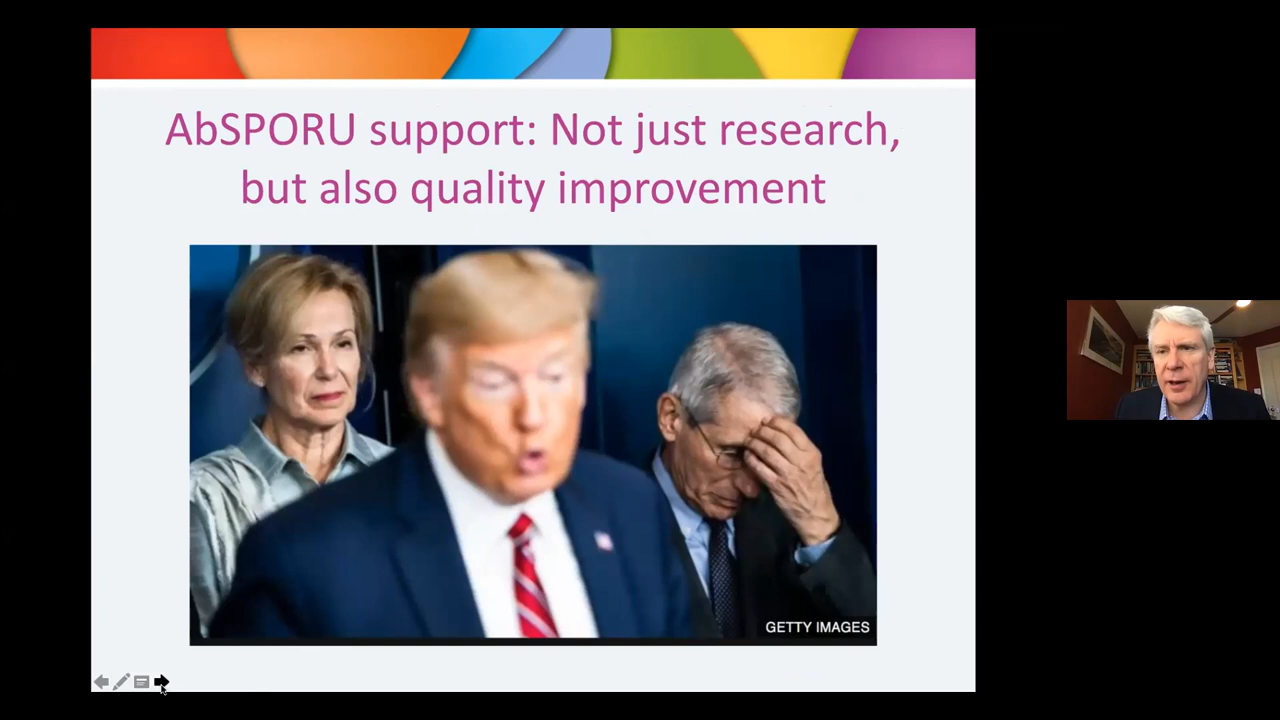 AbSPORU support: Not just research,
but also quality improvement
GETTY IMAGES